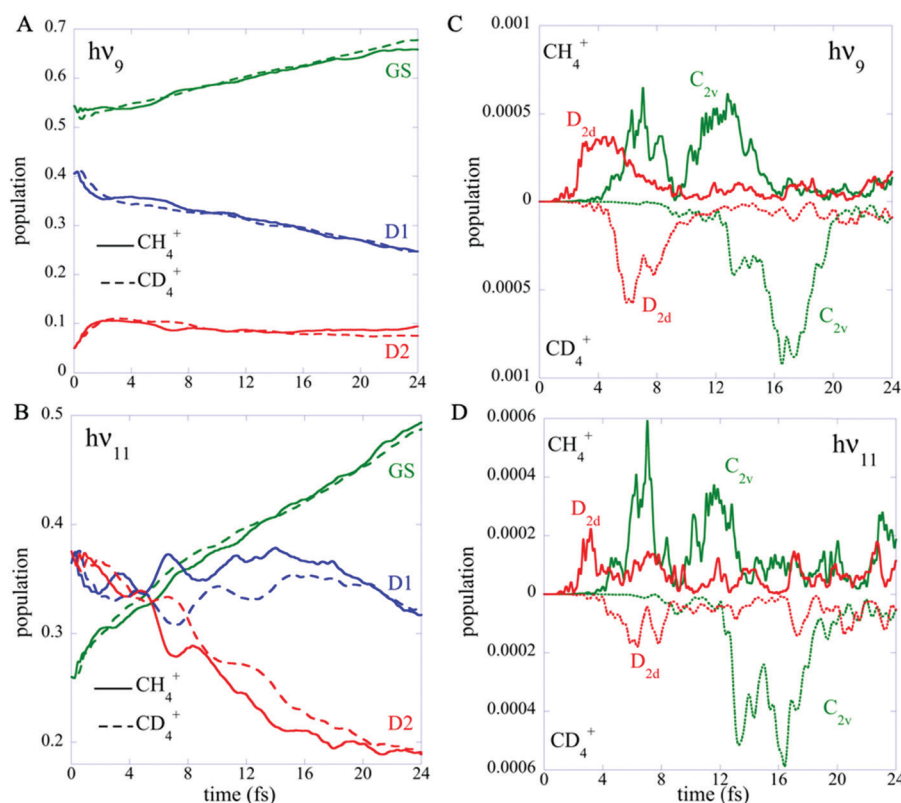 A
hν9
0.7
0.6
0.5
0.4
0.3
0.2
0.1
0
population
GS
D1
D2
CH4+
CD4+
0 4 8 12 16 20 24
C
CH4+
hν9
0.001
0.0005
0
0.0005
0.001
population
D2d
C2v
D2d
C2v
CD4+
0 4 8 12 16 20 24
B
hν11
0.5
0.4
0.3
0.2
population
GS
D1
D2
CH4+
CD4+
0 4 8 12 16 20 24
time (fs)
D
CH4+
hν11
0.0006
0.0004
0.0002
0
0.0002
0.0004
0.0006
population
D2d
C2v
D2d
C2v
CD4+
0 4 8 12 16 20 24
time (fs)